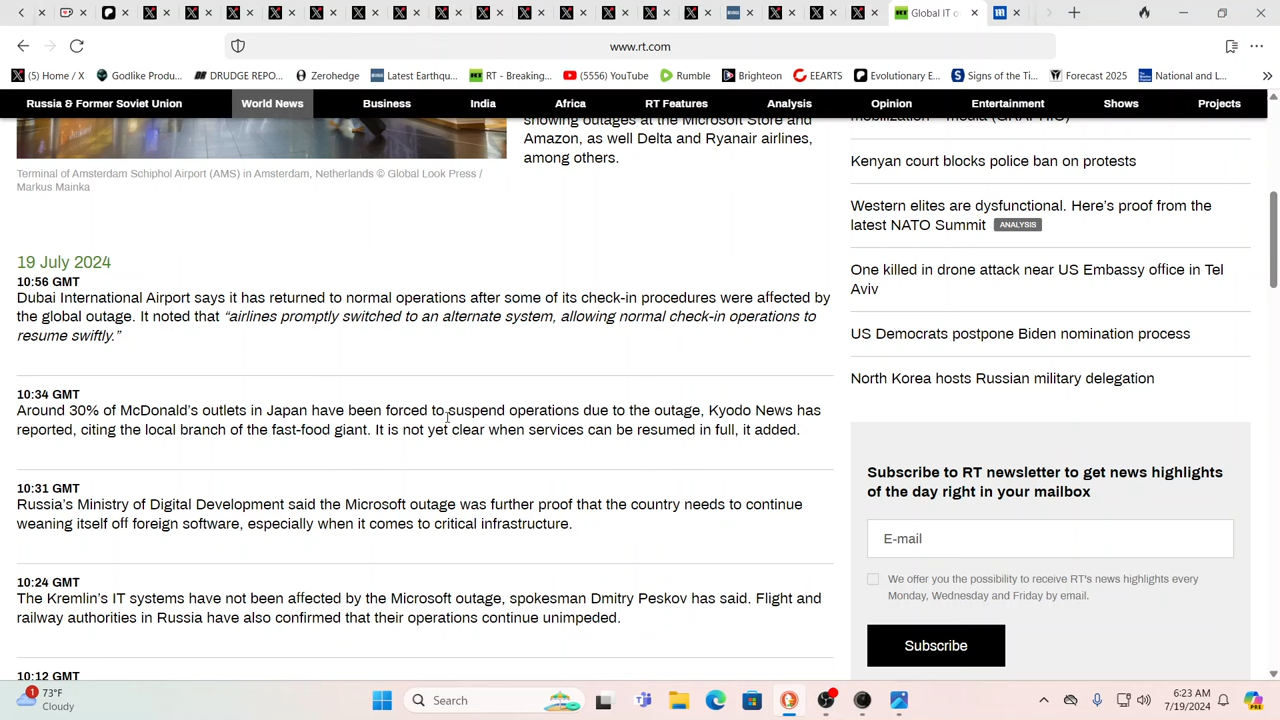 Global IT o
www.rt.com
(5) Home / X
Godlike Produ...
DRUDGE REPO...
Zerohedge
Latest Earthqu...
RT - Breaking...
(5556) YouTube
Rumble
Brighteon
EEARTS
Evolutionary E...
Signs of the Ti...
Forecast 2025
National and L...
Russia & Former Soviet Union
World News
Business
India
Africa
RT Features
Analysis
Opinion
Entertainment
Shows
Projects
showing outages at the Microsoft Store and
Amazon, as well Delta and Ryanair airlines,
among others.
Terminal of Amsterdam Schiphol Airport (AMS) in Amsterdam, Netherlands © Global Look Press /
Markus Mainka
19 July 2024
10:56 GMT
Dubai International Airport says it has returned to normal operations after some of its check-in procedures were affected by
the global outage. It noted that “airlines promptly switched to an alternate system, allowing normal check-in operations to
resume swiftly.”
10:34 GMT
Around 30% of McDonald’s outlets in Japan have been forced to suspend operations due to the outage, Kyodo News has
reported, citing the local branch of the fast-food giant. It is not yet clear when services can be resumed in full, it added.
10:31 GMT
Russia’s Ministry of Digital Development said the Microsoft outage was further proof that the country needs to continue
weaning itself off foreign software, especially when it comes to critical infrastructure.
10:24 GMT
The Kremlin’s IT systems have not been affected by the Microsoft outage, spokesman Dmitry Peskov has said. Flight and
railway authorities in Russia have also confirmed that their operations continue unimpeded.
10:12 GMT
mobilization – media (GRAPHIC)
Kenyan court blocks police ban on protests
Western elites are dysfunctional. Here’s proof from the
latest NATO Summit ANALYSIS
One killed in drone attack near US Embassy office in Tel
Aviv
US Democrats postpone Biden nomination process
North Korea hosts Russian military delegation
Subscribe to RT newsletter to get news highlights
of the day right in your mailbox
E-mail
We offer you the possibility to receive RT's news highlights every
Monday, Wednesday and Friday by email.
Subscribe
1
73°F
Cloudy
Search
6:23 AM
7/19/2024
PRE